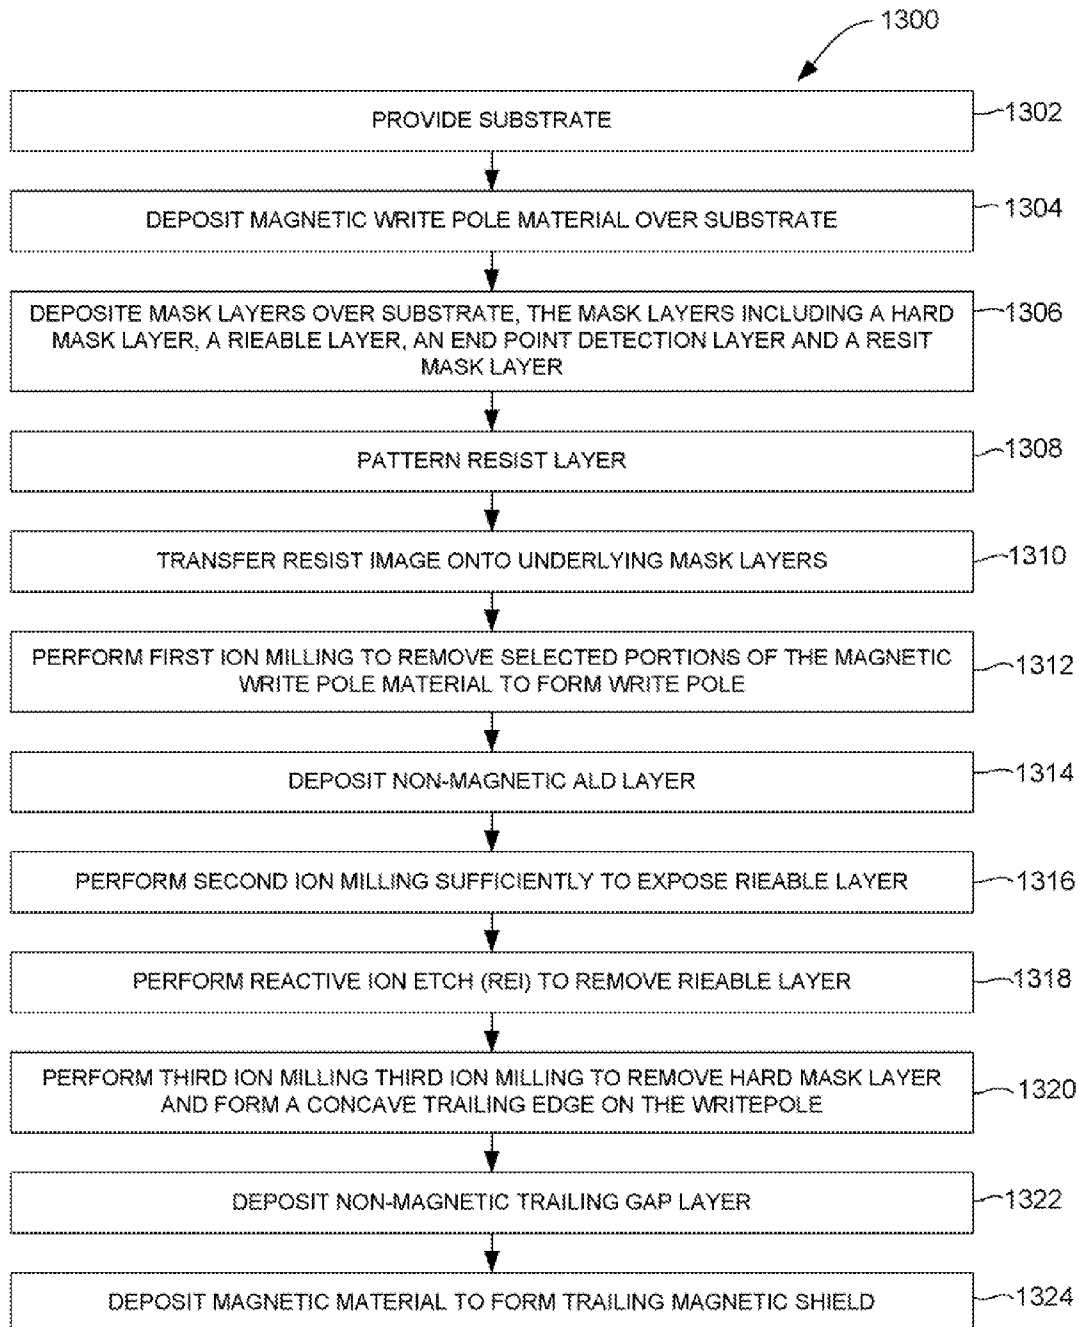 1300
PROVIDE SUBSTRATE
1302
DEPOSIT MAGNETIC WRITE POLE MATERIAL OVER SUBSTRATE
1304
DEPOSITE MASK LAYERS OVER SUBSTRATE, THE MASK LAYERS INCLUDING A HARD
MASK LAYER, A RIEABLE LAYER, AN END POINT DETECTION LAYER AND A RESIT
MASK LAYER
1306
PATTERN RESIST LAYER
1308
TRANSFER RESIST IMAGE ONTO UNDERLYING MASK LAYERS
1310
PERFORM FIRST ION MILLING TO REMOVE SELECTED PORTIONS OF THE MAGNETIC
WRITE POLE MATERIAL TO FORM WRITE POLE
1312
DEPOSIT NON-MAGNETIC ALD LAYER
1314
PERFORM SECOND ION MILLING SUFFICIENTLY TO EXPOSE RIEABLE LAYER
1316
PERFORM REACTIVE ION ETCH (REI) TO REMOVE RIEABLE LAYER
1318
PERFORM THIRD ION MILLING THIRD ION MILLING TO REMOVE HARD MASK LAYER
AND FORM A CONCAVE TRAILING EDGE ON THE WRITEPOLE
1320
DEPOSIT NON-MAGNETIC TRAILING GAP LAYER
1322
DEPOSIT MAGNETIC MATERIAL TO FORM TRAILING MAGNETIC SHIELD
1324